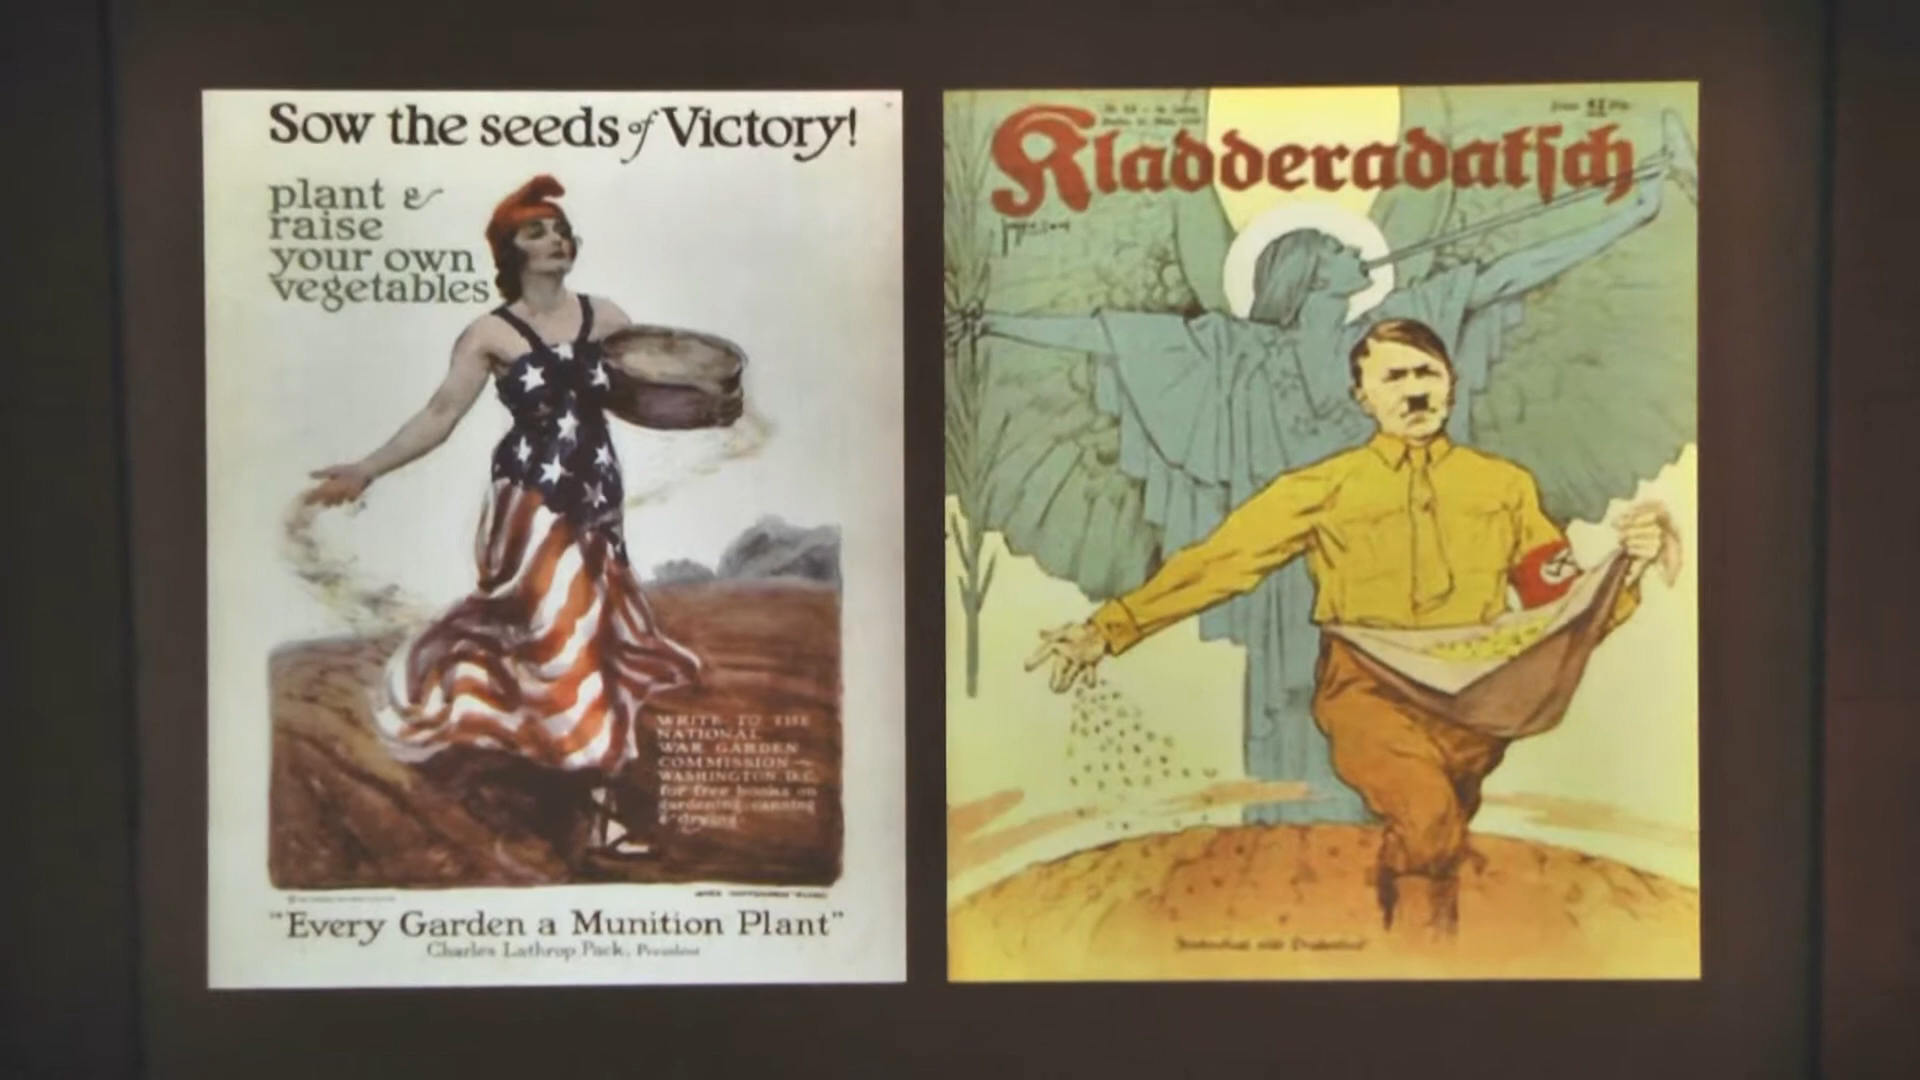 Sow the seeds of Victory!
plant &
raise
your own
vegetables
WRITE TO THE
NATIONAL
WAR GARDEN
COMMISSION —
WASHINGTON, D.C.
for free books on
gardening, canning
& drying.
"Every Garden a Munition Plant"
Charles Lathrop Pack, President
Kladderadatsch